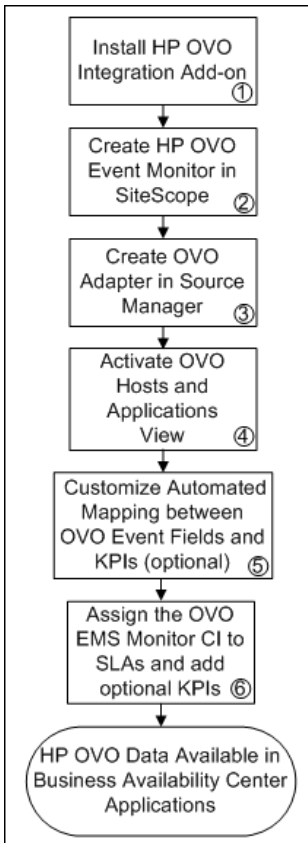 Install HP OVO
Integration Add-on
①
Create HP OVO
Event Monitor in
SiteScope
②
Create OVO
Adapter in Source
Manager
③
Activate OVO
Hosts and
Applications
View
④
Customize Automated
Mapping between
OVO Event Fields and
KPIs (optional)
⑤
Assign the OVO
EMS Monitor CI to
SLAs and add
optional KPIs
⑥
HP OVO Data Available in
Business Availability Center
Applications